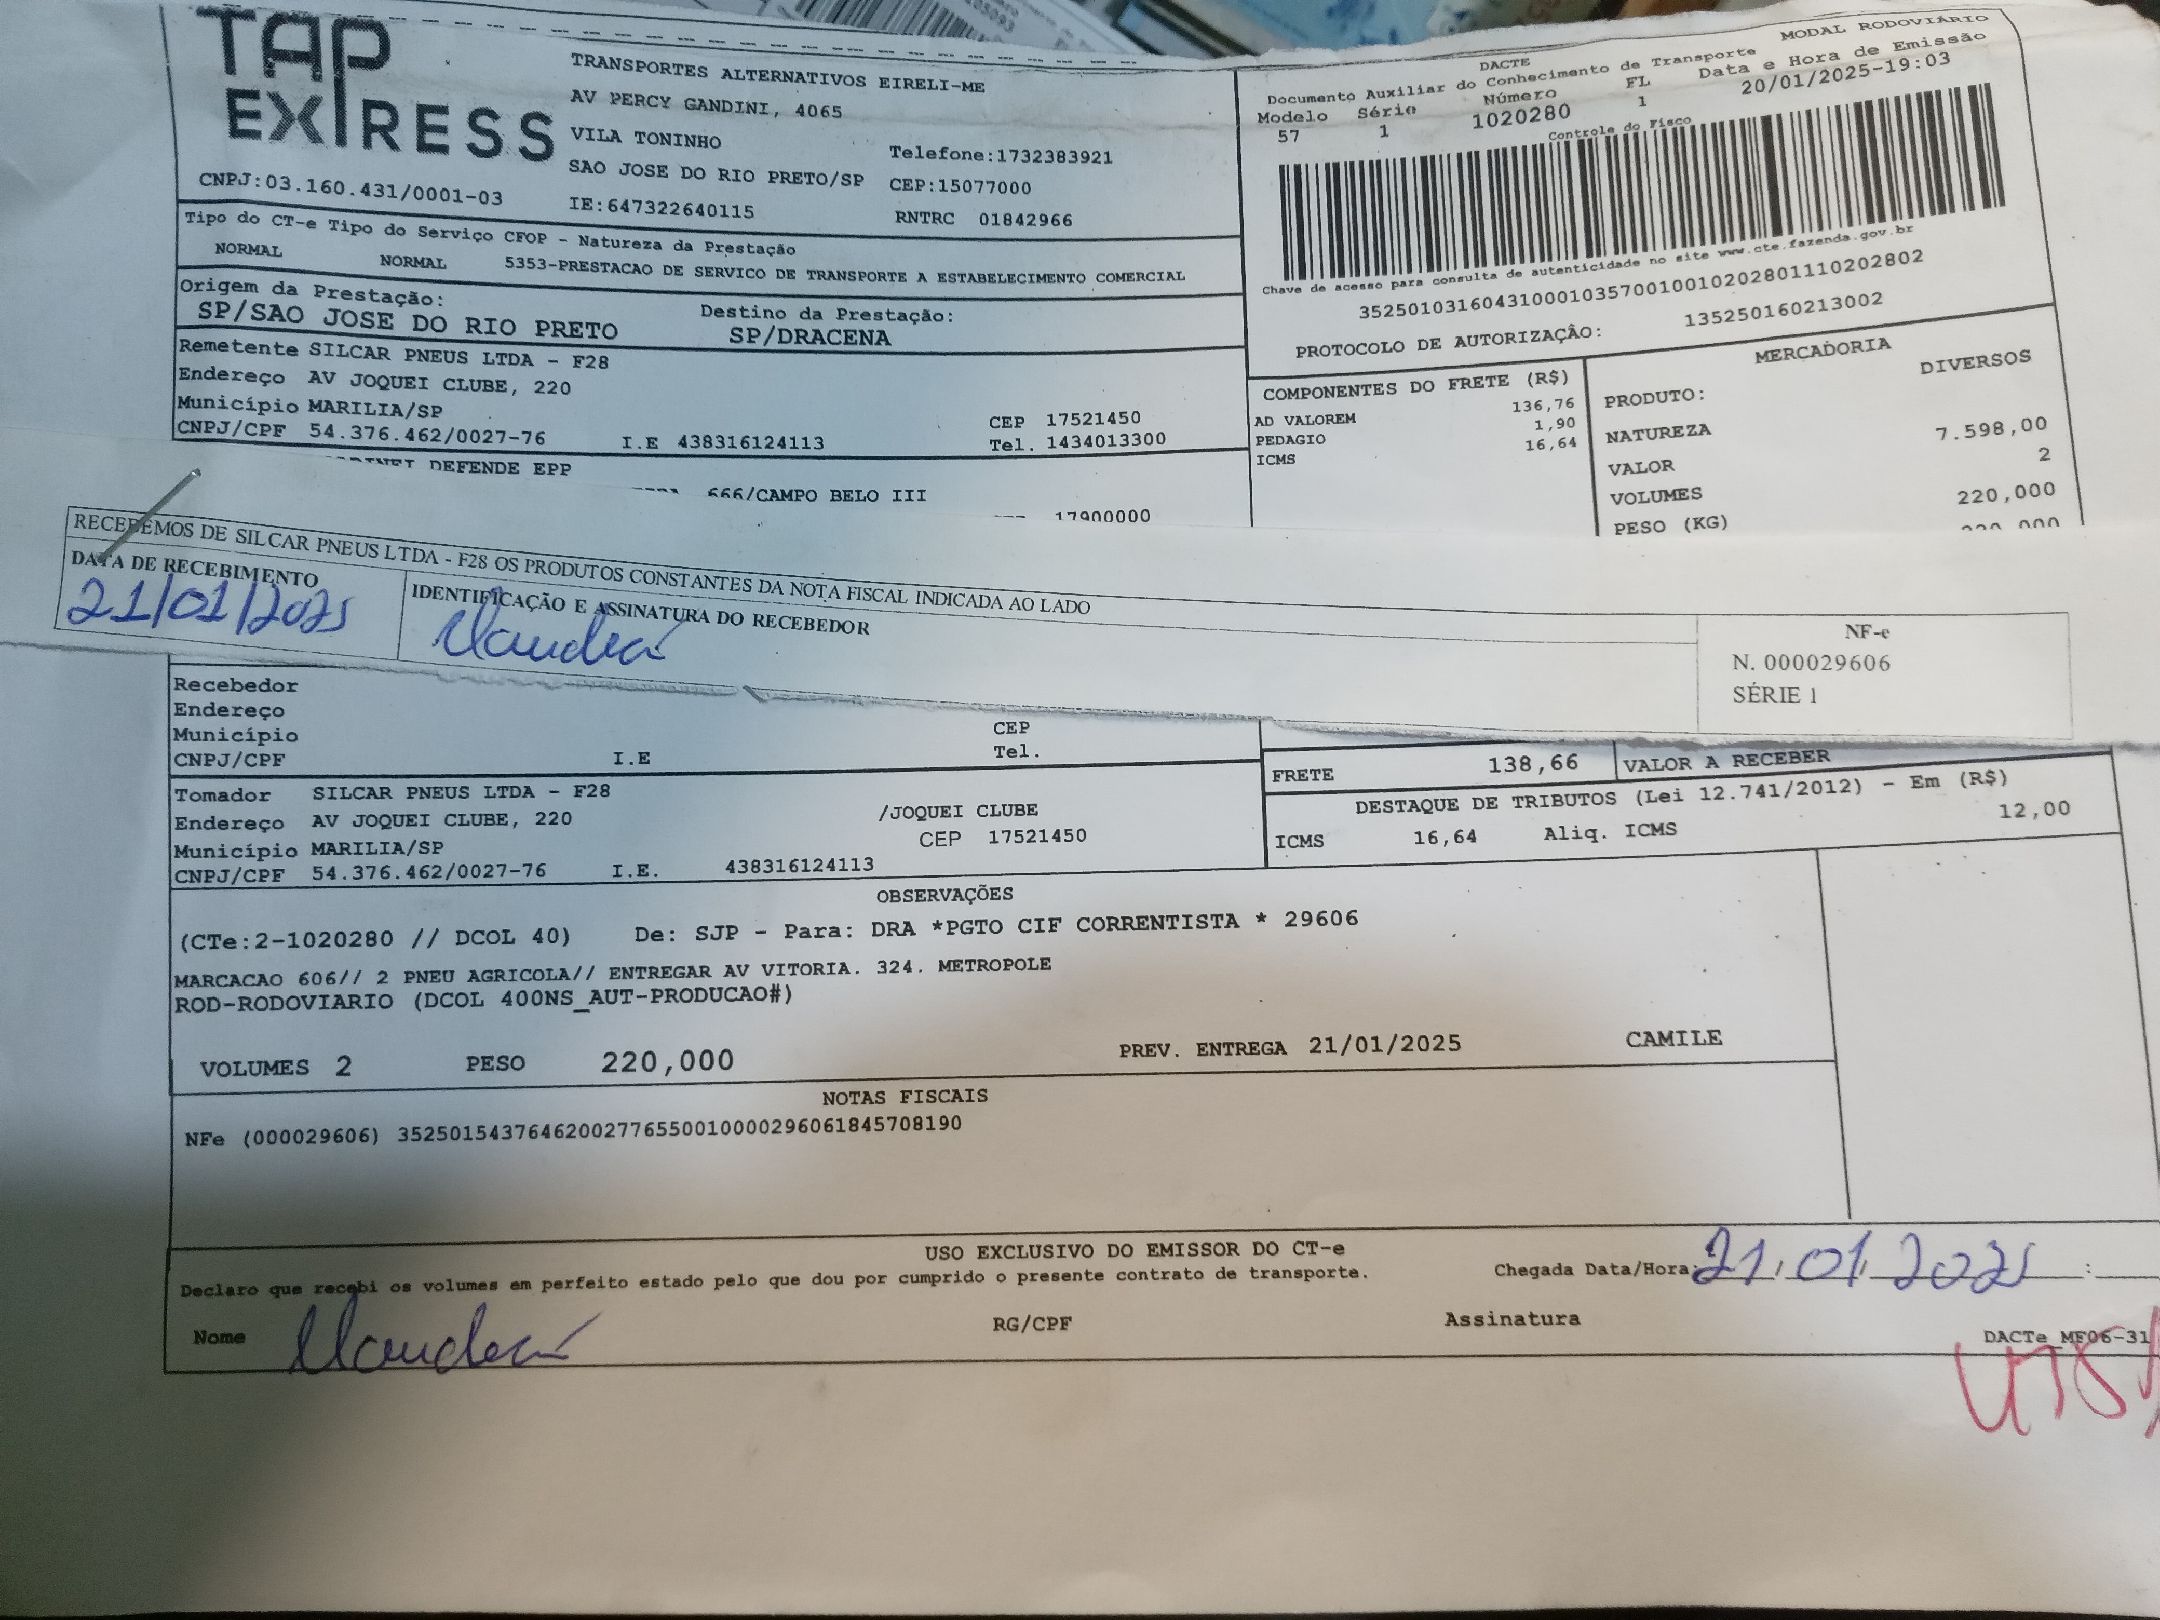 TAP
EXPRESS
TRANSPORTES ALTERNATIVOS EIRELI-ME
AV PERCY GANDINI, 4065
VILA TONINHO
Telefone:1732383921
SAO JOSE DO RIO PRETO/SP CEP:15077000
CNPJ:03.160.431/0001-03 IE:647322640115 RNTRC 01842966
Tipo do CT-e Tipo do Serviço CFOP - Natureza da Prestação
NORMAL NORMAL 5353-PRESTACAO DE SERVICO DE TRANSPORTE A ESTABELECIMENTO COMERCIAL
Origem da Prestação: Destino da Prestação:
SP/SAO JOSE DO RIO PRETO SP/DRACENA
Remetente SILCAR PNEUS LTDA - F28
Endereço AV JOQUEI CLUBE, 220
Município MARILIA/SP CEP 17521450
CNPJ/CPF 54.376.462/0027-76 I.E 438316124113 Tel. 1434013300
DEFENDE EPP
666/CAMPO BELO III
17900000
MODAL RODOVIÁRIO
DACTE
Documento Auxiliar do Conhecimento de Transporte
Modelo Série Número FL Data e Hora de Emissão
57 1 1020280 1 20/01/2025-19:03
Controle do Fisco
Chave de acesso para consulta de autenticidade no site www.cte.fazenda.gov.br
35250103160431000103570010010202801110202802
PROTOCOLO DE AUTORIZAÇÂO: 135250160213002
COMPONENTES DO FRETE (R$)
AD VALOREM 136,76
PEDAGIO 1,90
ICMS 16,64
MERCADORIA
PRODUTO: DIVERSOS
NATUREZA
VALOR 7.598,00
VOLUMES 2
PESO (KG) 220,000
RECEBEMOS DE SILCAR PNEUS LTDA - F28 OS PRODUTOS CONSTANTES DA NOTA FISCAL INDICADA AO LADO
DATA DE RECEBIMENTO IDENTIFICAÇÃO E ASSINATURA DO RECEBEDOR
21/01/2025
NF-e
N. 000029606
SÉRIE 1
Recebedor
Endereço
Município CEP
CNPJ/CPF I.E Tel.
FRETE 138,66 VALOR A RECEBER
Tomador SILCAR PNEUS LTDA - F28
Endereço AV JOQUEI CLUBE, 220 /JOQUEI CLUBE
Município MARILIA/SP CEP 17521450
CNPJ/CPF 54.376.462/0027-76 I.E. 438316124113
DESTAQUE DE TRIBUTOS (Lei 12.741/2012) - Em (R$)
ICMS 16,64 Aliq. ICMS 12,00
OBSERVAÇÕES
(CTe:2-1020280 // DCOL 40) De: SJP - Para: DRA *PGTO CIF CORRENTISTA * 29606
MARCACAO 606// 2 PNEU AGRICOLA// ENTREGAR AV VITORIA. 324. METROPOLE
ROD-RODOVIARIO (DCOL 400NS_AUT-PRODUCAO#)
VOLUMES 2 PESO 220,000 PREV. ENTREGA 21/01/2025 CAMILE
NOTAS FISCAIS
NFe (000029606) 35250154376462002776550010000296061845708190
USO EXCLUSIVO DO EMISSOR DO CT-e
Declaro que recebi os volumes em perfeito estado pelo que dou por cumprido o presente contrato de transporte. Chegada Data/Hora: 21.01.2025 :
Nome RG/CPF Assinatura
DACTe_MF06-31